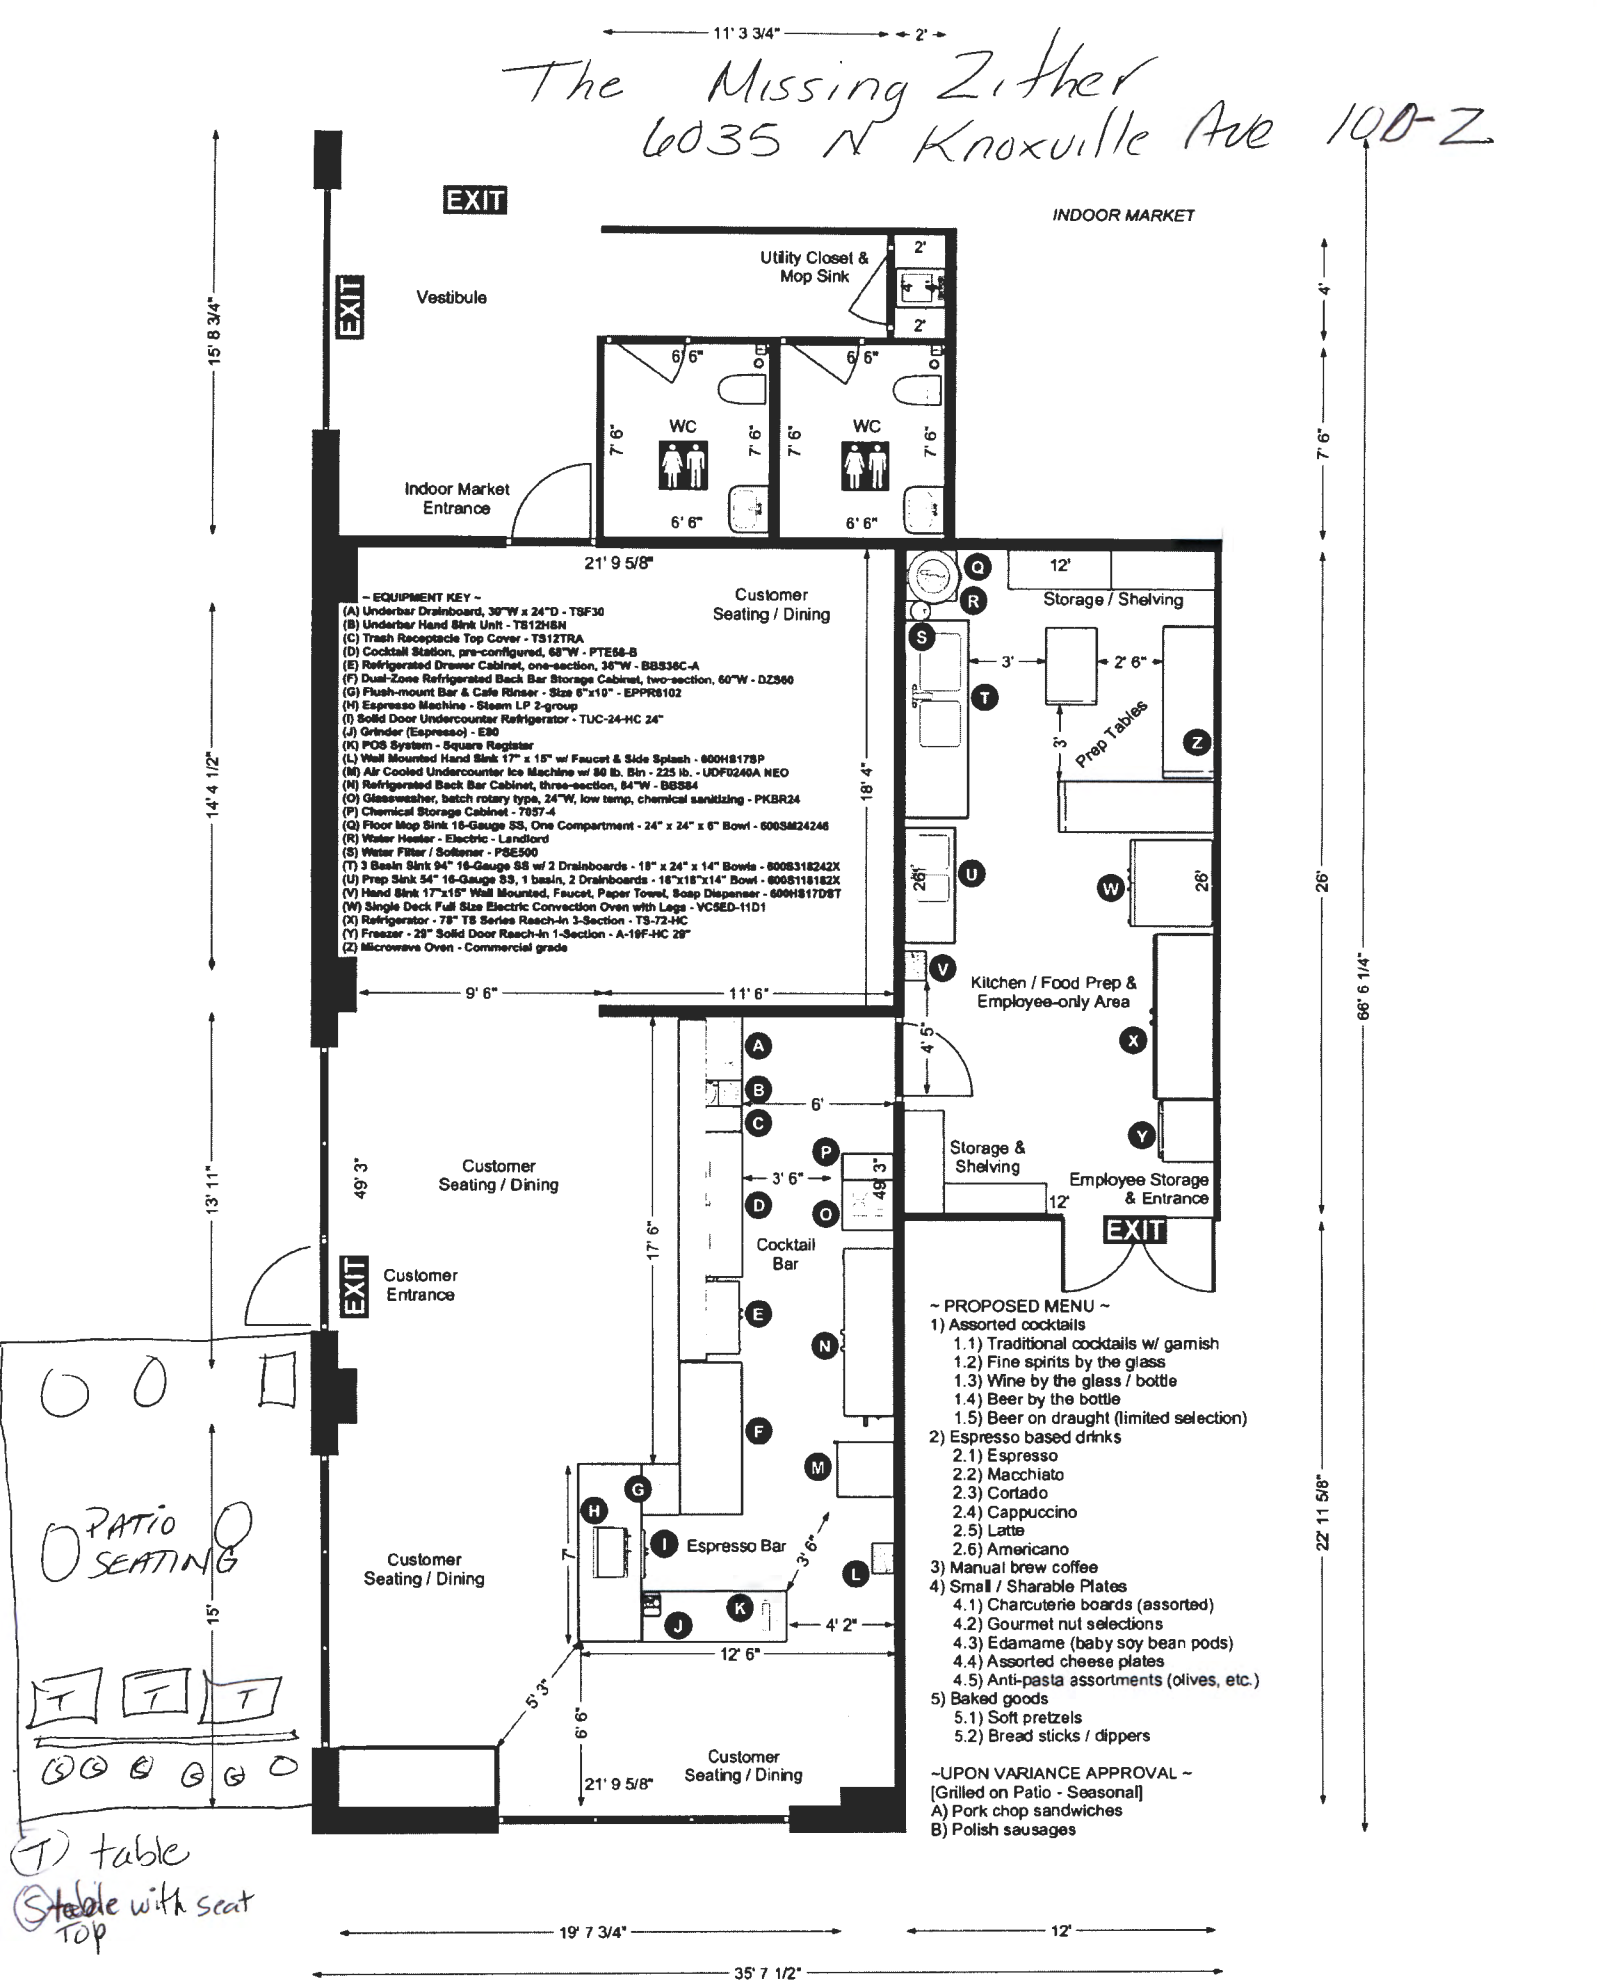 11' 3 3/4"
2'
The Missing Zither
6035 N Knoxville Ave 10D-Z
EXIT
INDOOR MARKET
Utility Closet &
Mop Sink
2'
4'
4'
2'
EXIT
Vestibule
15' 8 3/4"
4'
6' 6"
6' 6"
WC
WC
7' 6"
7' 6"
7' 6"
7' 6"
7' 6"
Indoor Market
Entrance
6' 6"
6' 6"
21' 9 5/8"
Customer
Seating / Dining
~ EQUIPMENT KEY ~
(A) Underbar Drainboard, 30"W x 24"D - TSF30
(B) Underbar Hand Sink Unit - TS12HSN
(C) Trash Receptacle Top Cover - TS12TRA
(D) Cocktail Station, pre-configured, 68"W - PTE68-B
(E) Refrigerated Drawer Cabinet, one-section, 36"W - BBS36C-A
(F) Dual-Zone Refrigerated Back Bar Storage Cabinet, two-section, 60"W - DZS60
(G) Flush-mount Bar & Cafe Rinser - Size 6"x10" - EPPR6102
(H) Espresso Machine - Steam LP 2-group
(I) Solid Door Undercounter Refrigerator - TUC-24-HC 24"
(J) Grinder (Espresso) - E80
(K) POS System - Square Register
(L) Wall Mounted Hand Sink 17" x 15" w/ Faucet & Side Splash - 600HS17SP
(M) Air Cooled Undercounter Ice Machine w/ 80 lb. Bin - 225 lb. - UDF0240A NEO
(N) Refrigerated Back Bar Cabinet, three-section, 84"W - BBS84
(O) Glasswasher, batch rotary type, 24"W, low temp, chemical sanitizing - PKBR24
(P) Chemical Storage Cabinet - 7057-4
(Q) Floor Mop Sink 16-Gauge SS, One Compartment - 24" x 24" x 6" Bowl - 600SM24246
(R) Water Heater - Electric - Landlord
(S) Water Filter / Softener - PSE500
(T) 3 Basin Sink 94" 16-Gauge SS w/ 2 Drainboards - 18" x 24" x 14" Bowls - 600S318242X
(U) Prep Sink 54" 16-Gauge SS, 1 basin, 2 Drainboards - 18"x18"x14" Bowl - 600S118182X
(V) Hand Sink 17"x15" Wall Mounted, Faucet, Paper Towel, Soap Dispenser - 600HS17DST
(W) Single Deck Full Size Electric Convection Oven with Legs - VC5ED-11D1
(X) Refrigerator - 78" TS Series Reach-in 3-Section - TS-72-HC
(Y) Freezer - 29" Solid Door Reach-in 1-Section - A-19F-HC 29"
(Z) Microwave Oven - Commercial grade
14' 4 1/2"
18' 4"
9' 6"
11' 6"
Q
R
S
T
U
V
12'
Storage / Shelving
3'
2' 6"
3'
Prep Tables
Z
W
26'
26'
26'
66' 6 1/4"
Kitchen / Food Prep &
Employee-only Area
X
4' 5"
Y
Storage &
Shelving
Employee Storage
& Entrance
12'
EXIT
A
B
C
D
E
F
6'
3' 6"
P
O
49' 3"
N
M
L
Cocktail
Bar
17' 6"
13' 11"
49' 3"
Customer
Seating / Dining
EXIT
Customer
Entrance
G
H
I
Espresso Bar
3' 6"
7'
J
K
4' 2"
12' 6"
5' 3"
6' 6"
Customer
Seating / Dining
Customer
Seating / Dining
21' 9 5/8"
PATIO
SEATING
15'
T
T
T
S
S
S
S
S
T table
S table with seat
TOP
22' 11 5/8"
~ PROPOSED MENU ~
1) Assorted cocktails
1.1) Traditional cocktails w/ garnish
1.2) Fine spirits by the glass
1.3) Wine by the glass / bottle
1.4) Beer by the bottle
1.5) Beer on draught (limited selection)
2) Espresso based drinks
2.1) Espresso
2.2) Macchiato
2.3) Cortado
2.4) Cappuccino
2.5) Latte
2.6) Americano
3) Manual brew coffee
4) Small / Sharable Plates
4.1) Charcuterie boards (assorted)
4.2) Gourmet nut selections
4.3) Edamame (baby soy bean pods)
4.4) Assorted cheese plates
4.5) Anti-pasta assortments (olives, etc.)
5) Baked goods
5.1) Soft pretzels
5.2) Bread sticks / dippers
~UPON VARIANCE APPROVAL ~
[Grilled on Patio - Seasonal]
A) Pork chop sandwiches
B) Polish sausages
19' 7 3/4"
12'
35' 7 1/2"